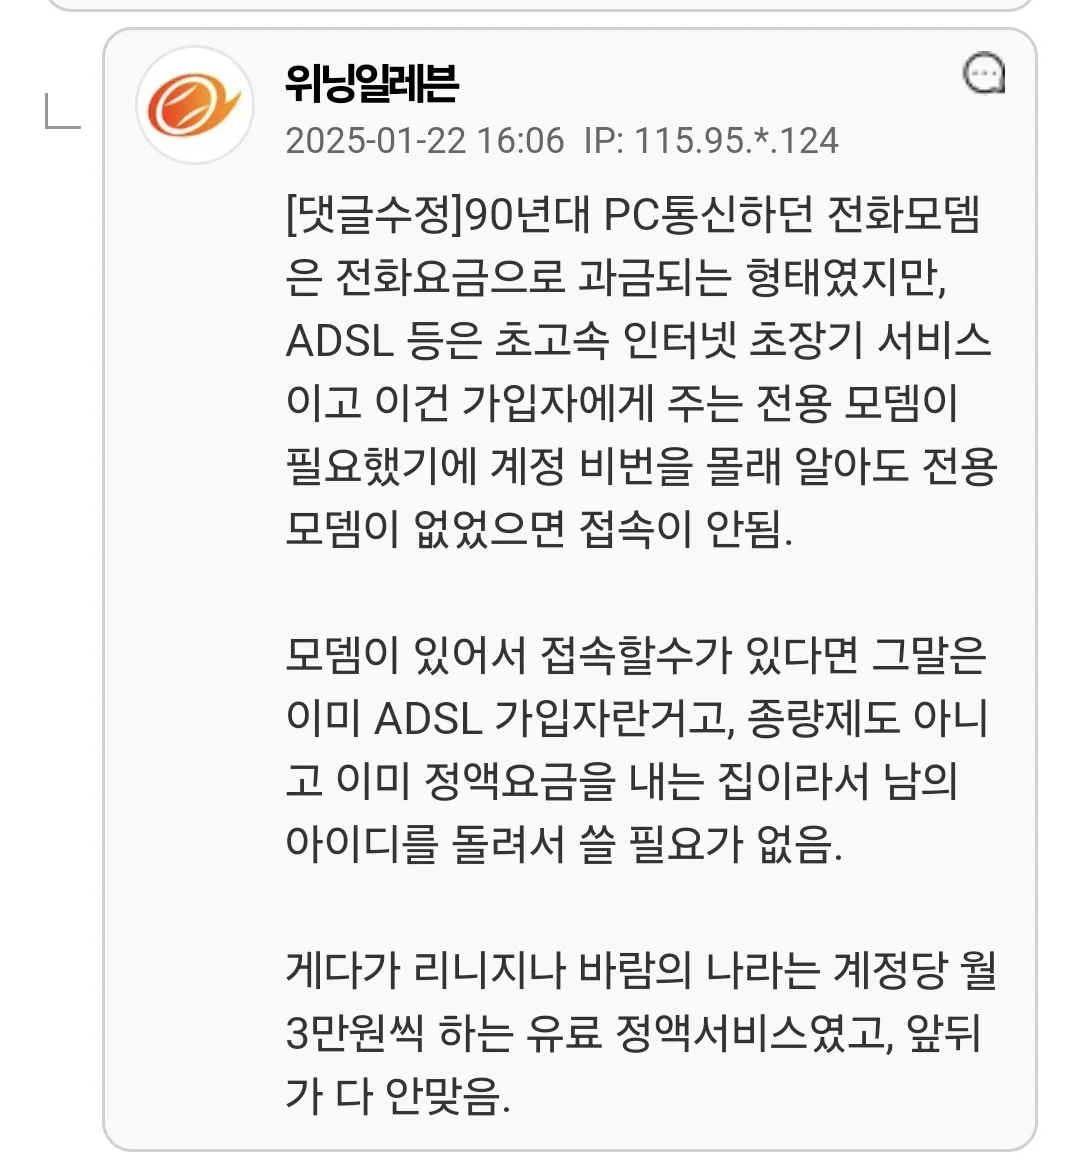 위닝일레븐
2025-01-22 16:06 IP: 115.95.*.124
[댓글수정]90년대 PC통신하던 전화모뎀
은 전화요금으로 과금되는 형태였지만,
ADSL 등은 초고속 인터넷 초장기 서비스
이고 이건 가입자에게 주는 전용 모뎀이
필요했기에 계정 비번을 몰래 알아도 전용
모뎀이 없었으면 접속이 안됨.
모뎀이 있어서 접속할수가 있다면 그말은
이미 ADSL 가입자란거고, 종량제도 아니
고 이미 정액요금을 내는 집이라서 남의
아이디를 돌려서 쓸 필요가 없음.
게다가 리니지나 바람의 나라는 계정당 월
3만원씩 하는 유료 정액서비스였고, 앞뒤
가 다 안맞음.